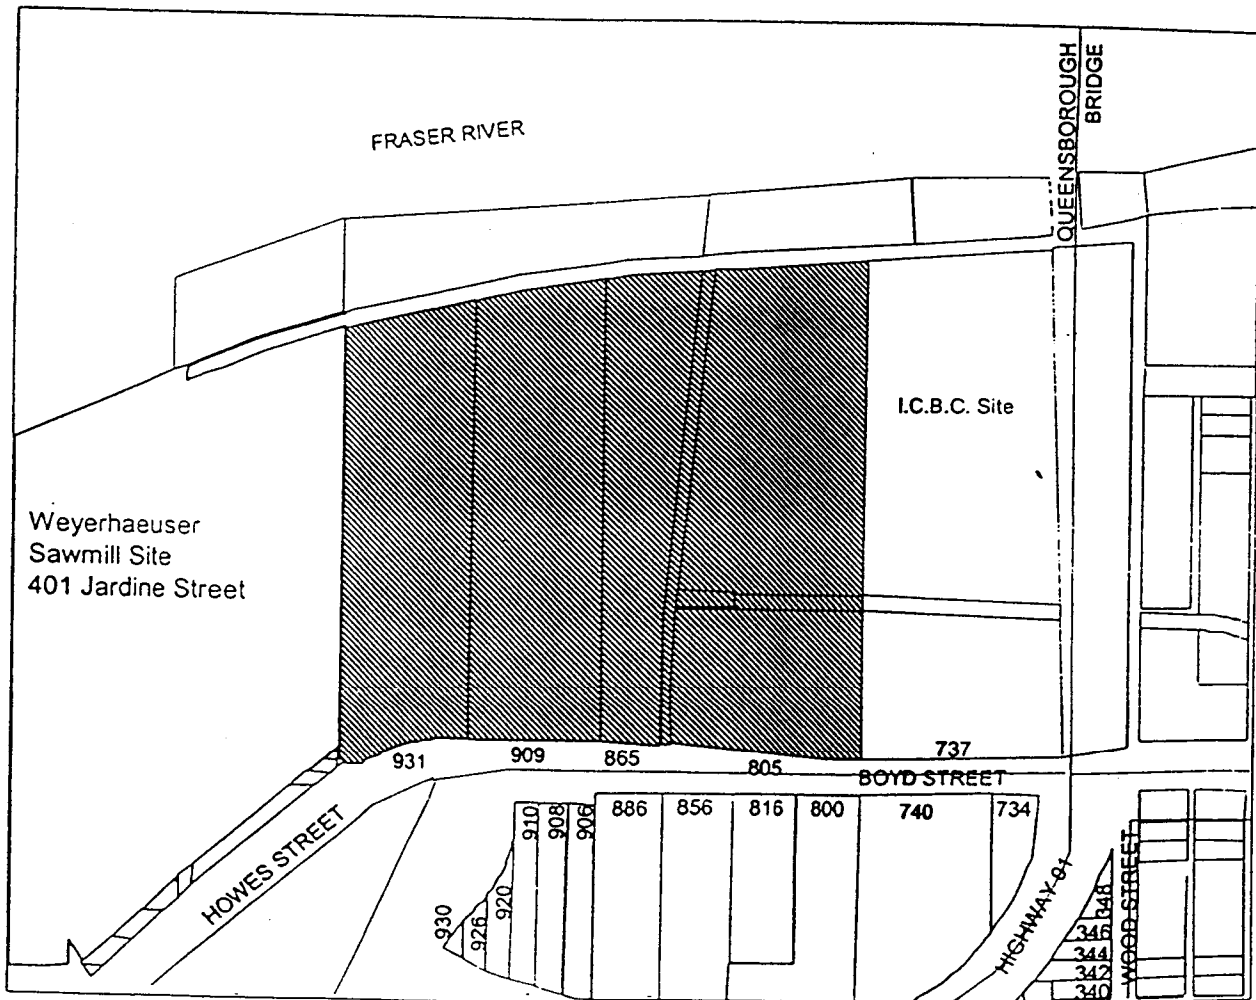 FRASER RIVER
QUEENSBOROUGH
BRIDGE
I.C.B.C. Site
Weyerhaeuser
Sawmill Site
401 Jardine Street
931
909
865
805
737
BOYD STREET
HOWES STREET
930
926
920
910
908
906
886
856
816
800
740
734
HIGHWAY 91
WOOD STREET
348
346
344
342
340